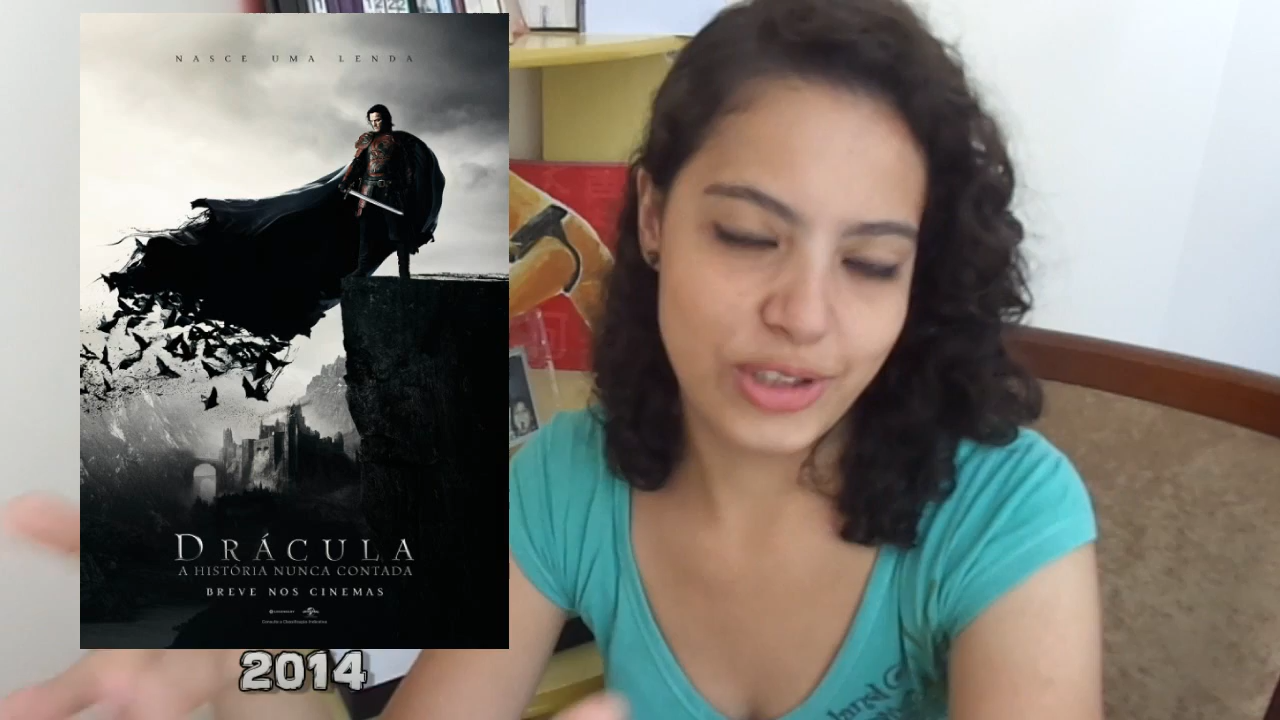 NASCE UMA LENDA
DRÁCULA
A HISTÓRIA NUNCA CONTADA
BREVE NOS CINEMAS
2014